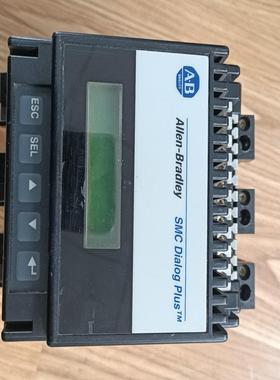 AB
Allen-Bradley
SMC Dialog Plus™
ESC
SEL